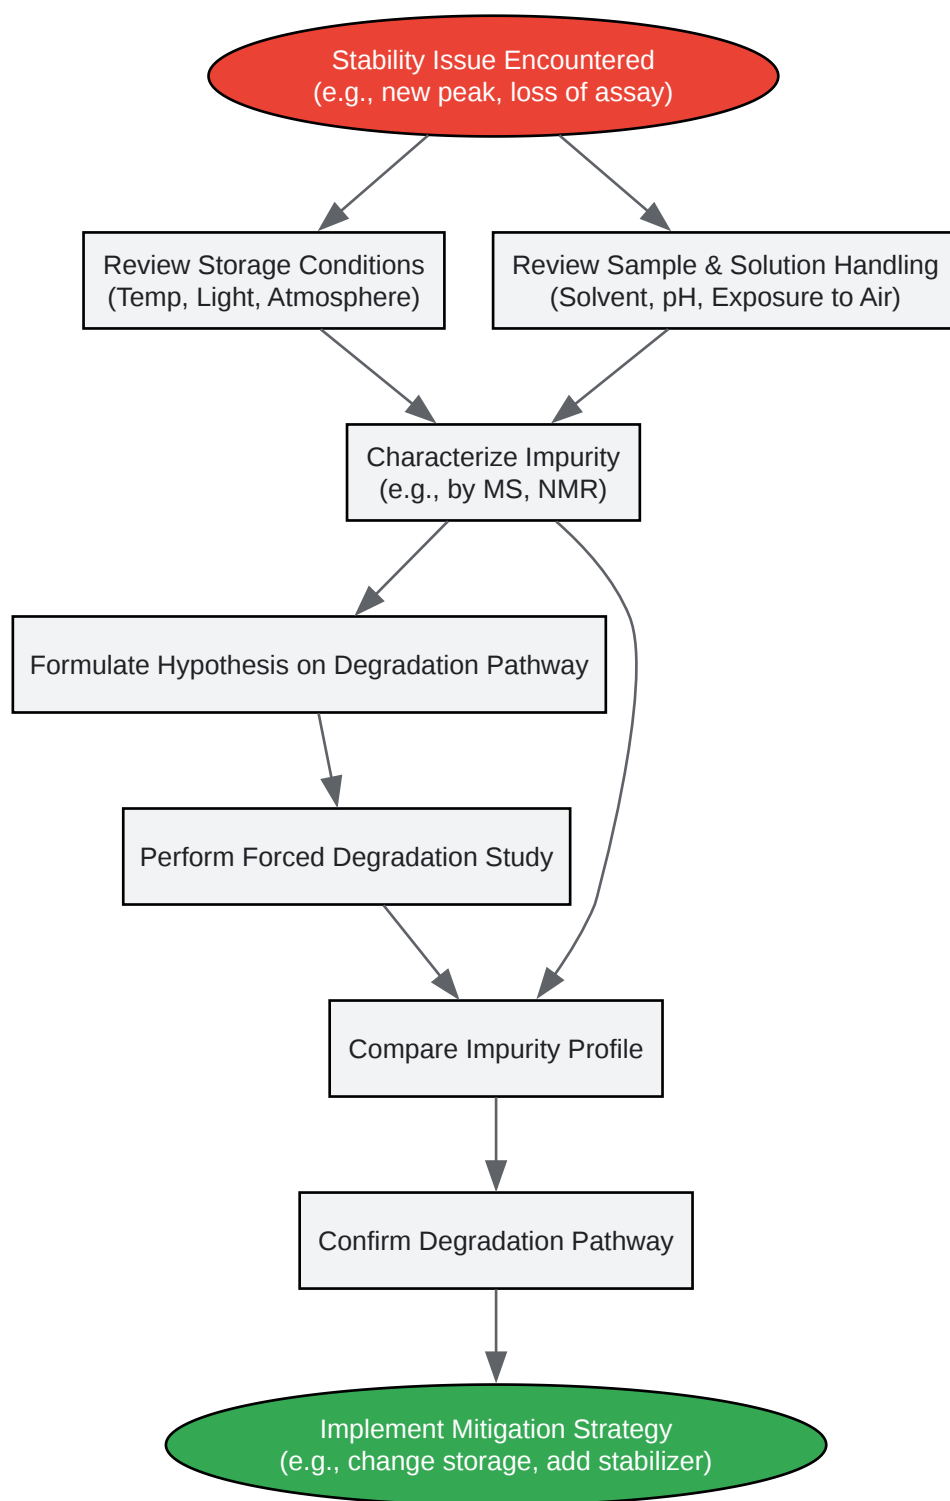 Stability Issue Encountered
(e.g., new peak, loss of assay)
Review Storage Conditions
(Temp, Light, Atmosphere)
Review Sample & Solution Handling
(Solvent, pH, Exposure to Air)
Characterize Impurity
(e.g., by MS, NMR)
Formulate Hypothesis on Degradation Pathway
Perform Forced Degradation Study
Compare Impurity Profile
Confirm Degradation Pathway
Implement Mitigation Strategy
(e.g., change storage, add stabilizer)